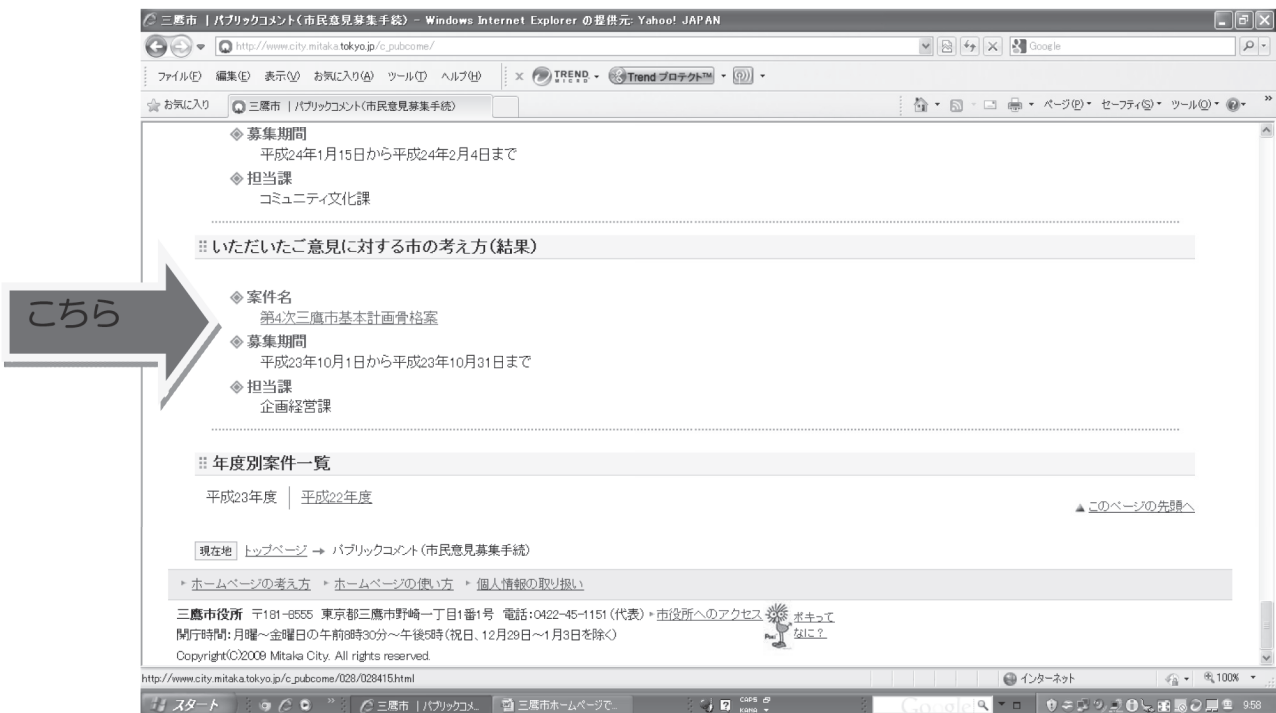 三鷹市 | パブリックコメント(市民意見募集手続) - Windows Internet Explorer の提供元: Yahoo! JAPAN
http://www.city.mitaka.tokyo.jp/c_pubcome/
Google
ファイル(F) 編集(E) 表示(V) お気に入り(A) ツール(T) ヘルプ(H)
TREND MICRO
Trend プロテクト™
お気に入り
三鷹市 | パブリックコメント(市民意見募集手続)
ページ(P) セーフティ(S) ツール(O)
募集期間
平成24年1月15日から平成24年2月4日まで
担当課
コミュニティ文化課
いただいたご意見に対する市の考え方(結果)
こちら
案件名
第4次三鷹市基本計画骨格案
募集期間
平成23年10月1日から平成23年10月31日まで
担当課
企画経営課
年度別案件一覧
平成23年度 | 平成22年度
▲このページの先頭へ
現在地 トップページ → パブリックコメント(市民意見募集手続)
ホームページの考え方 ホームページの使い方 個人情報の取り扱い
三鷹市役所 〒181-8555 東京都三鷹市野崎一丁目1番1号 電話:0422-45-1151(代表) 市役所へのアクセス
ポキってなに?
開庁時間:月曜~金曜日の午前8時30分~午後5時(祝日、12月29日~1月3日を除く)
Copyright(C)2009 Mitaka City. All rights reserved.
http://www.city.mitaka.tokyo.jp/c_pubcome/028/028415.html
インターネット
100%
スタート
三鷹市 | パブリックコメ...
三鷹市ホームページで...
CAPS
KANA
Google
9:58